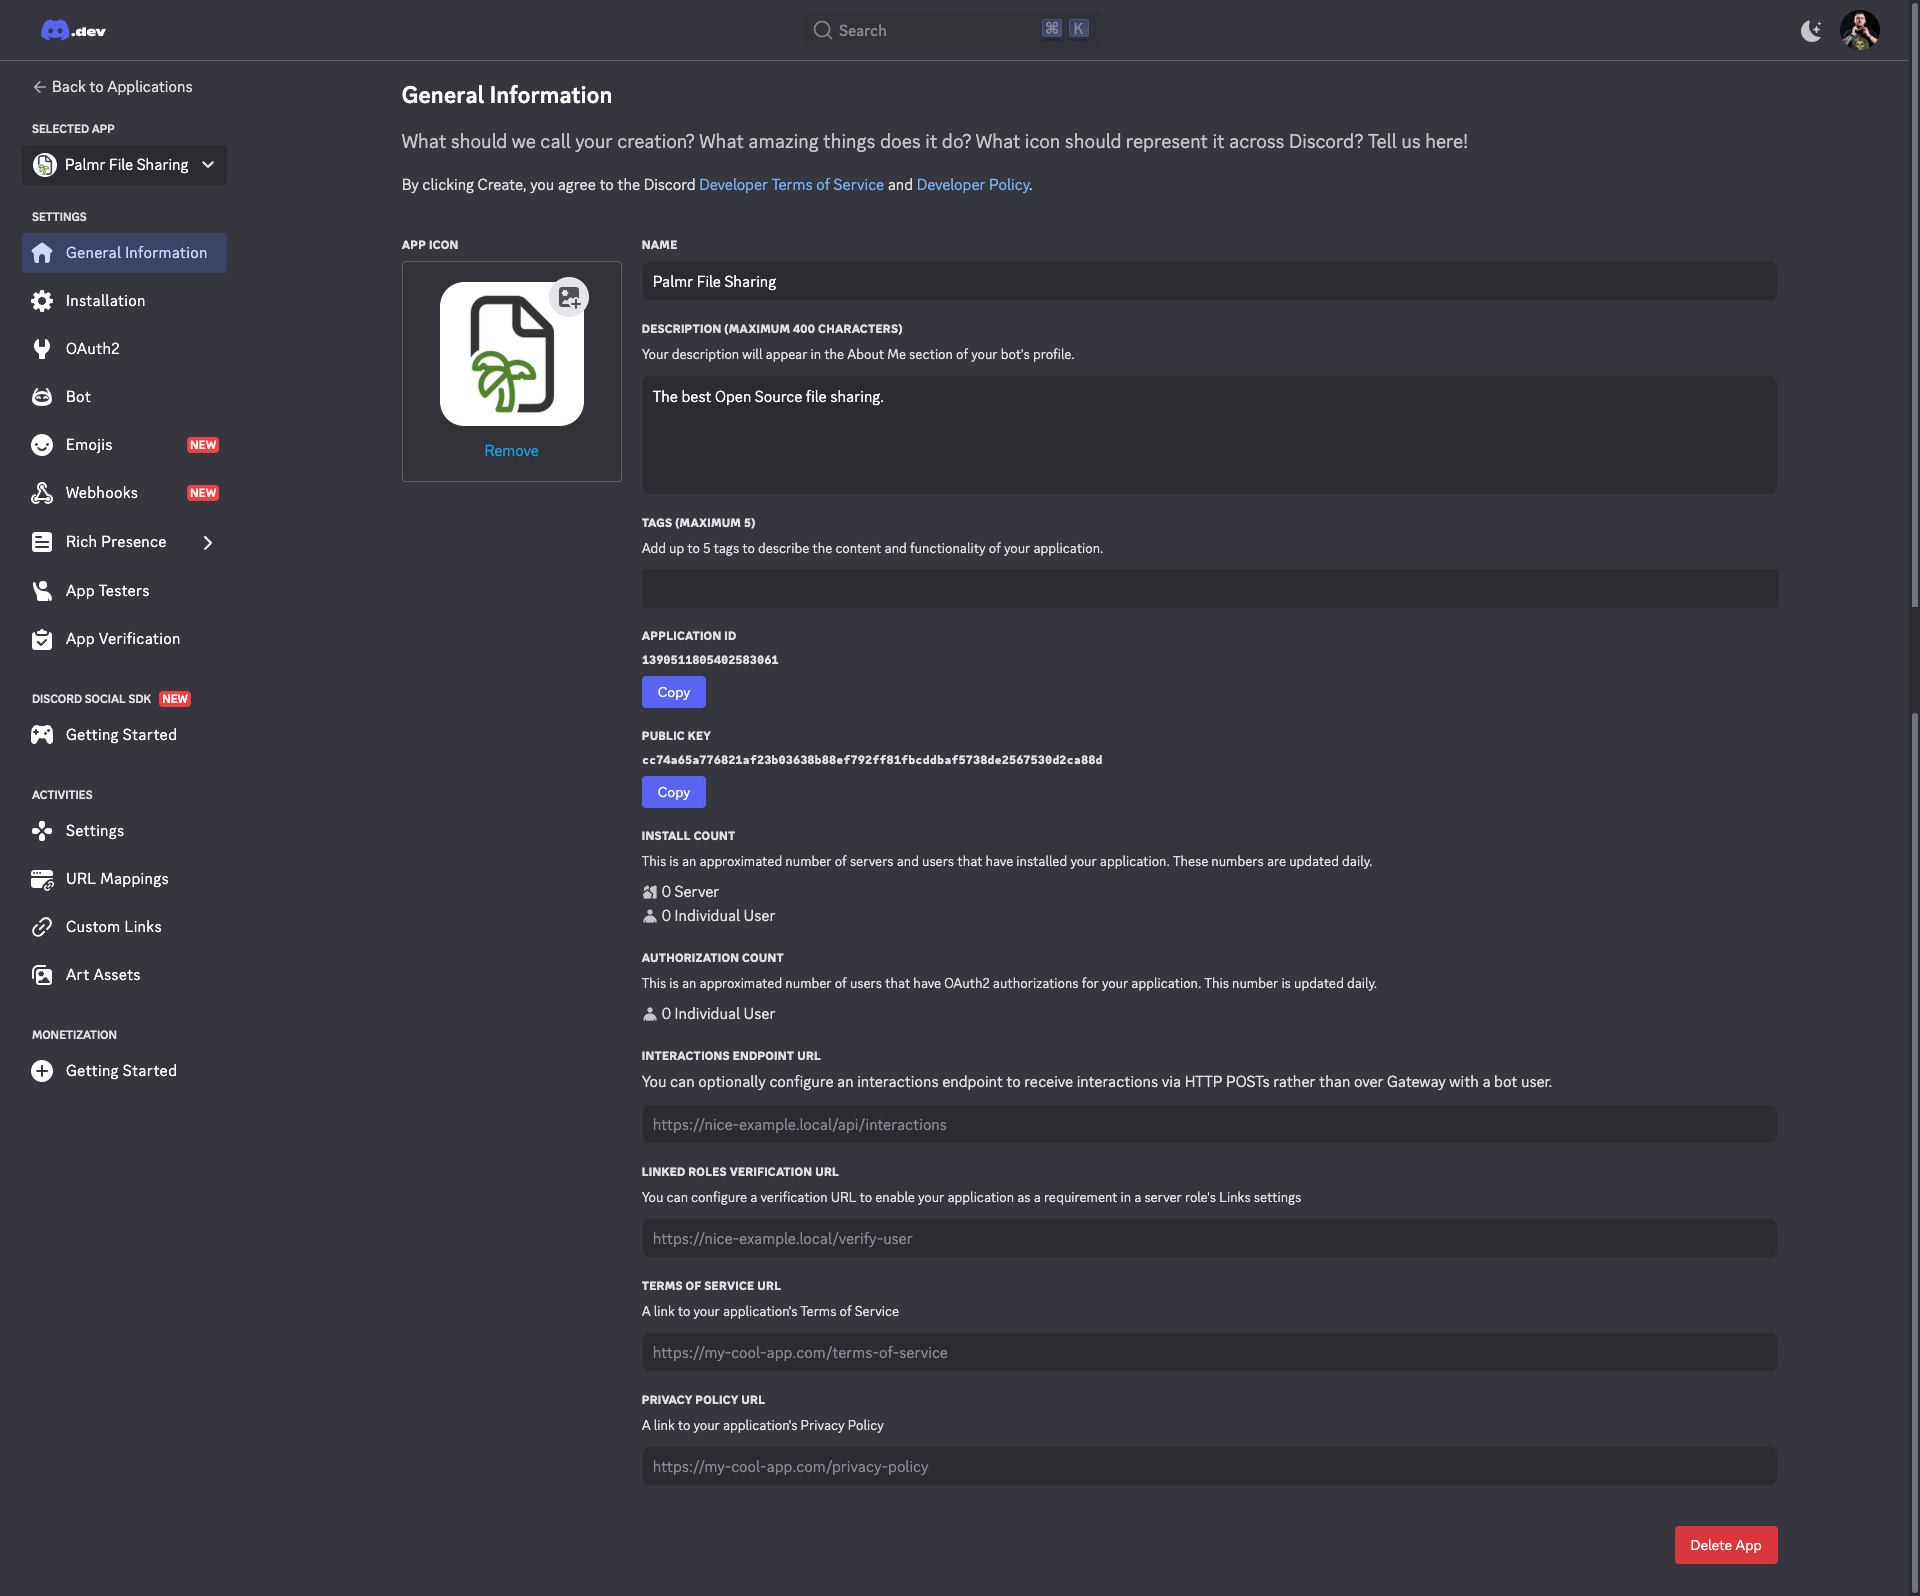 .dev
Search
⌘ K
Back to Applications
SELECTED APP
Palmr File Sharing
SETTINGS
General Information
Installation
OAuth2
Bot
Emojis NEW
Webhooks NEW
Rich Presence
App Testers
App Verification
DISCORD SOCIAL SDK NEW
Getting Started
ACTIVITIES
Settings
URL Mappings
Custom Links
Art Assets
MONETIZATION
Getting Started
General Information
What should we call your creation? What amazing things does it do? What icon should represent it across Discord? Tell us here!
By clicking Create, you agree to the Discord Developer Terms of Service and Developer Policy.
APP ICON
Remove
NAME
Palmr File Sharing
DESCRIPTION (MAXIMUM 400 CHARACTERS)
Your description will appear in the About Me section of your bot's profile.
The best Open Source file sharing.
TAGS (MAXIMUM 5)
Add up to 5 tags to describe the content and functionality of your application.
APPLICATION ID
1390511805402583061
Copy
PUBLIC KEY
cc74a65a776821af23b03638b88ef792ff81fbcddbaf5738de2567530d2ca88d
Copy
INSTALL COUNT
This is an approximated number of servers and users that have installed your application. These numbers are updated daily.
0 Server
0 Individual User
AUTHORIZATION COUNT
This is an approximated number of users that have OAuth2 authorizations for your application. This number is updated daily.
0 Individual User
INTERACTIONS ENDPOINT URL
You can optionally configure an interactions endpoint to receive interactions via HTTP POSTs rather than over Gateway with a bot user.
https://nice-example.local/api/interactions
LINKED ROLES VERIFICATION URL
You can configure a verification URL to enable your application as a requirement in a server role's Links settings
https://nice-example.local/verify-user
TERMS OF SERVICE URL
A link to your application's Terms of Service
https://my-cool-app.com/terms-of-service
PRIVACY POLICY URL
A link to your application's Privacy Policy
https://my-cool-app.com/privacy-policy
Delete App